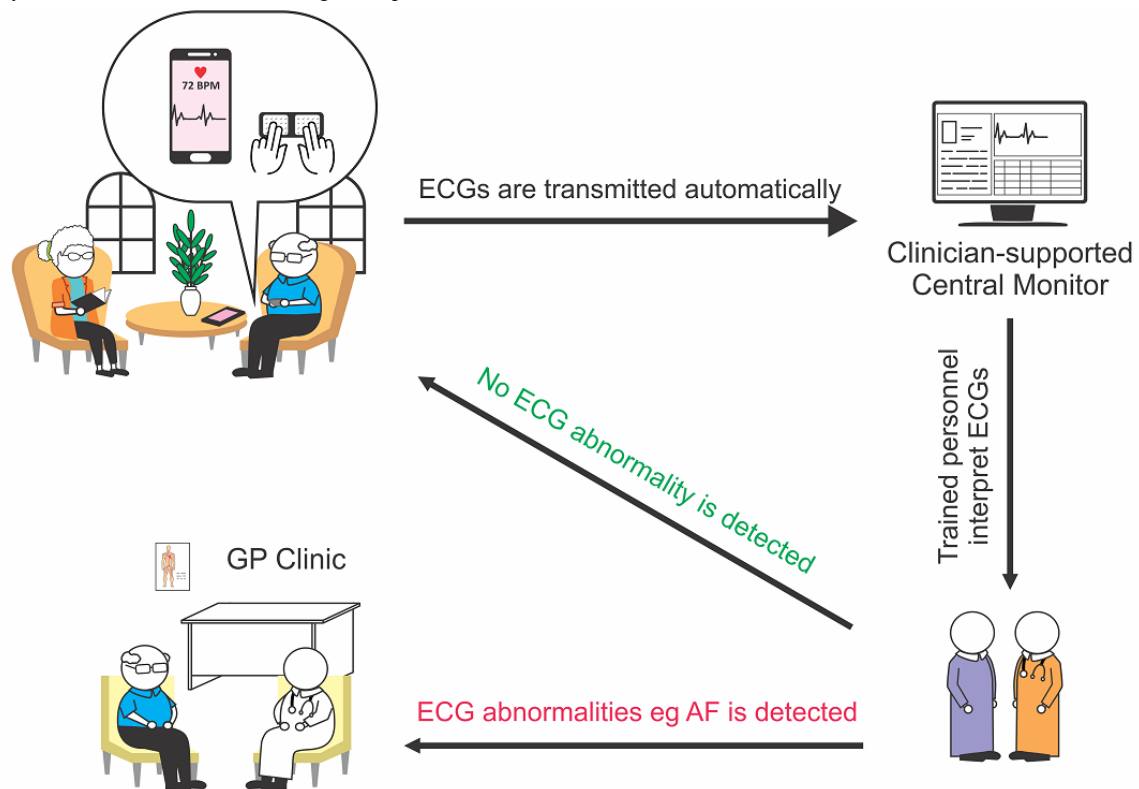 72 BPM
ECGs are transmitted automatically
Clinician-supported
Central Monitor
Trained personnel
interpret ECGs
No ECG abnormality is detected
GP Clinic
ECG abnormalities eg AF is detected